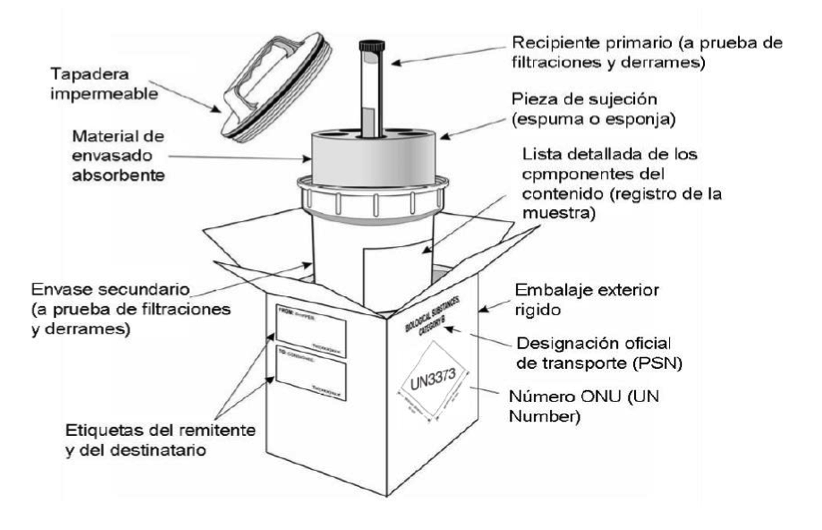 Tapadera
impermeable
Material de
envasado
absorbente
Envase secundario
(a prueba de filtraciones
y derrames)
Etiquetas del remitente
y del destinatario
Recipiente primario (a prueba de
filtraciones y derrames)
Pieza de sujeción
(espuma o esponja)
Lista detallada de los
cpmponentes del
contenido (registro de la
muestra)
Embalaje exterior
rigido
Designación oficial
de transporte (PSN)
Número ONU (UN
Number)
FROM:
TO:
BIOLOGICAL SUBSTANCES,
CATEGORY B
UN3373